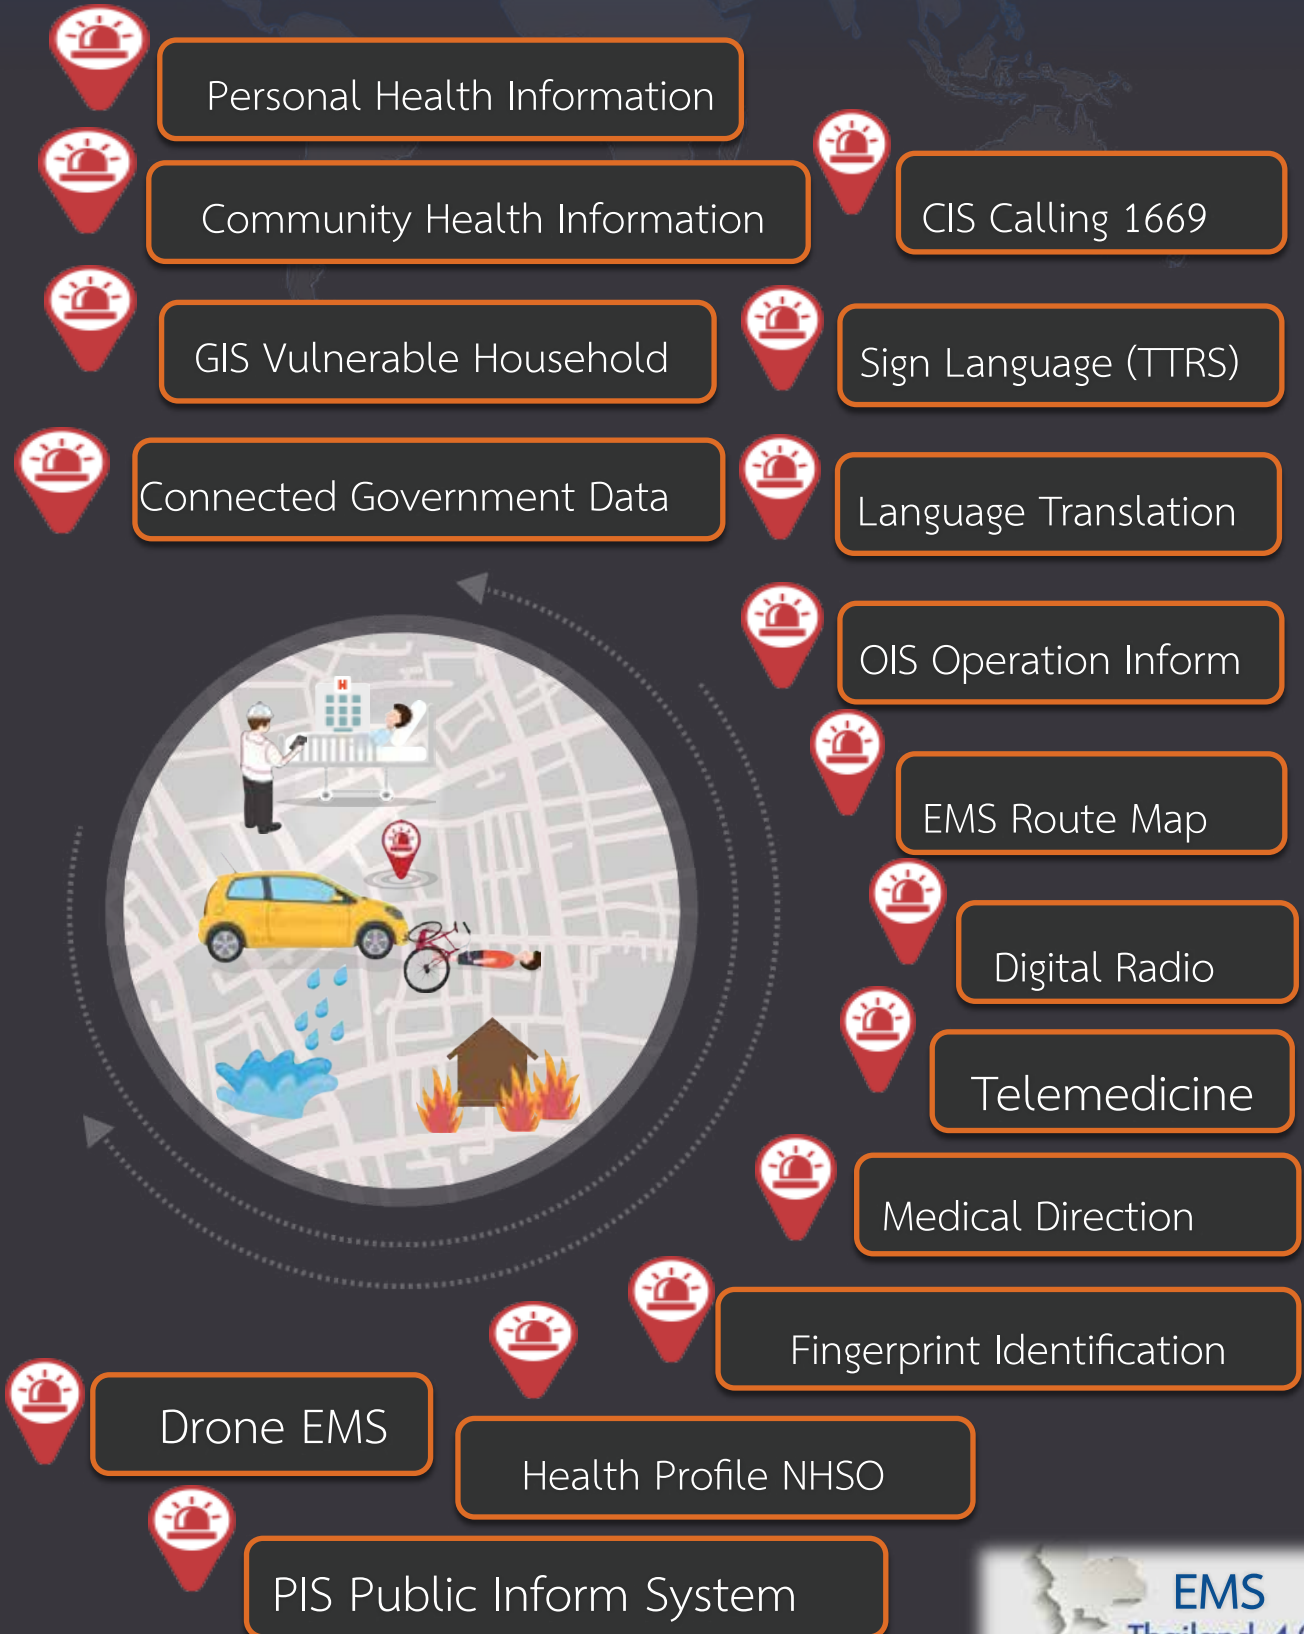 Personal Health Information
Community Health Information
CIS Calling 1669
GIS Vulnerable Household
Sign Language (TTRS)
Connected Government Data
Language Translation
OIS Operation Inform
H
EMS Route Map
Digital Radio
Telemedicine
Medical Direction
Fingerprint Identification
Drone EMS
Health Profile NHSO
PIS Public Inform System
EMS
Thailand